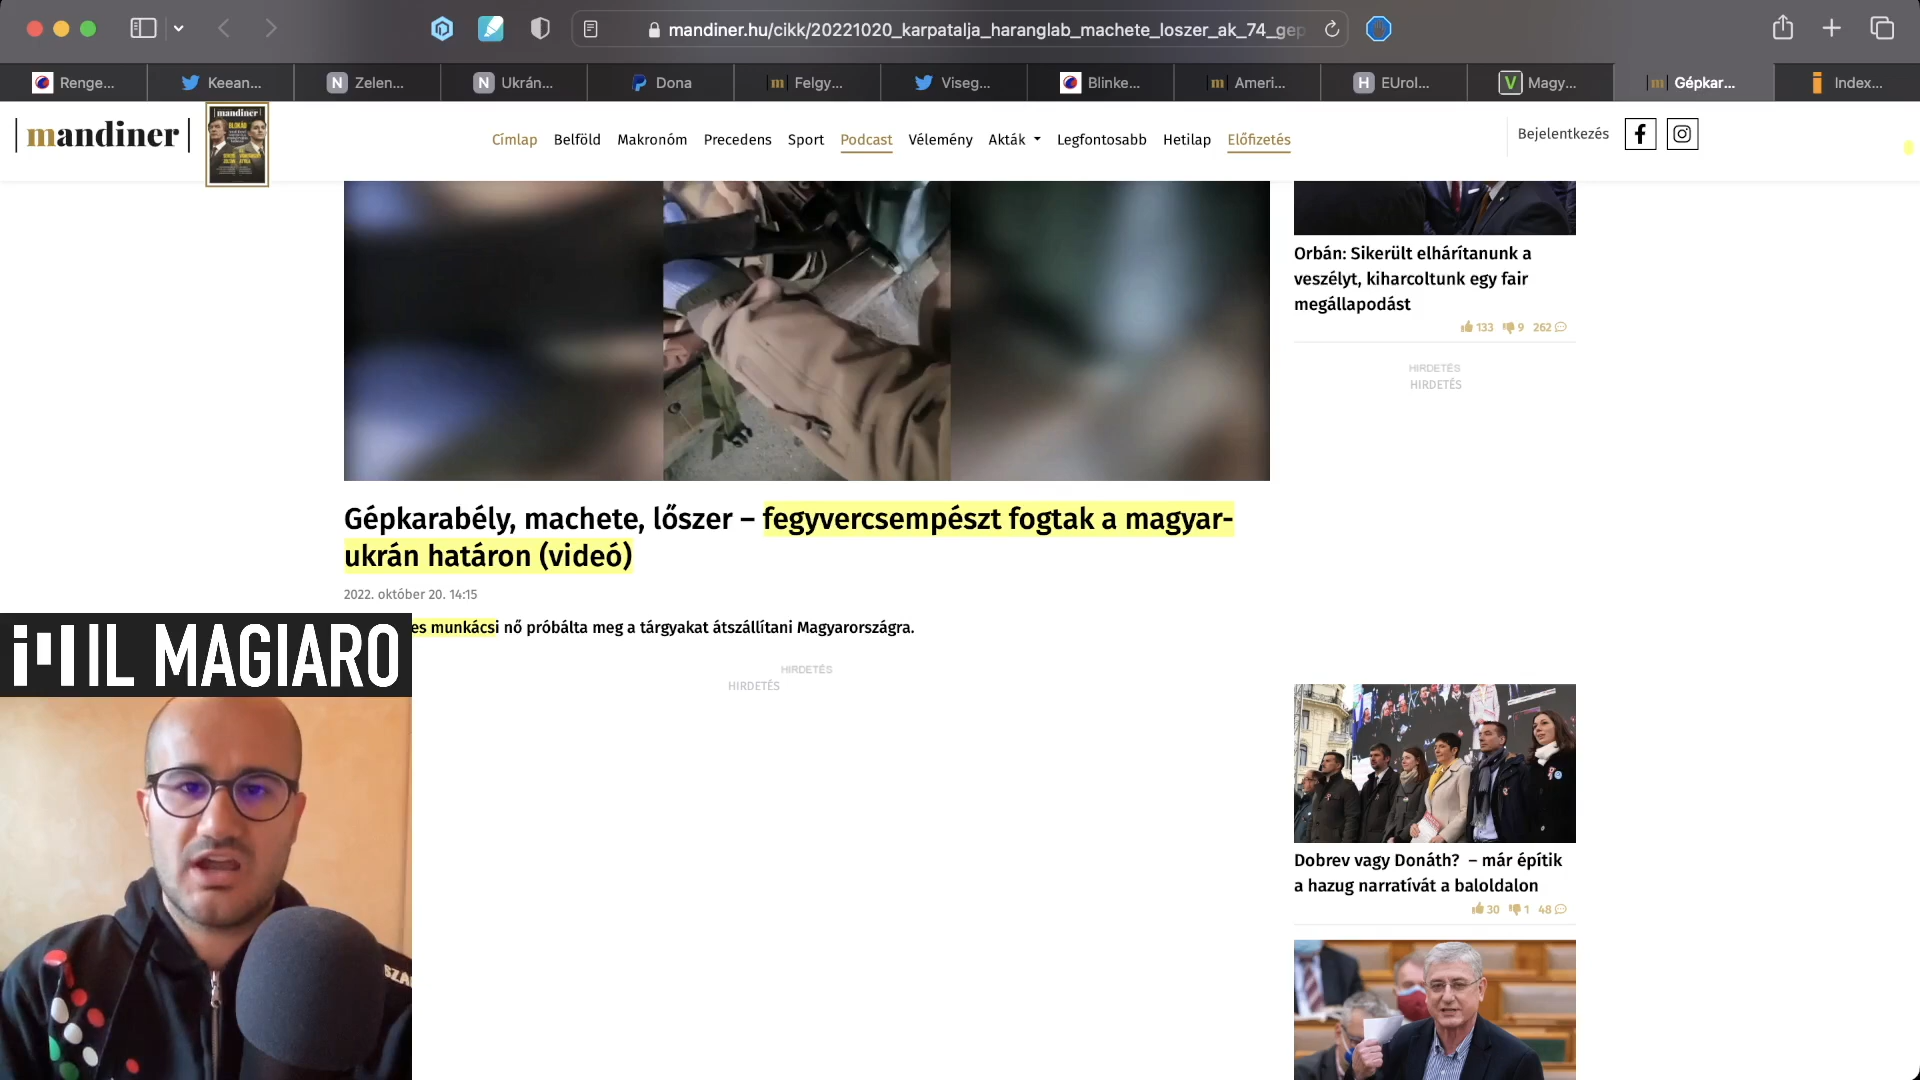 mandiner.hu/cikk/20221020_karpatalja_haranglab_machete_loszer_ak_74_gep
Renge...
Keean...
Zelen...
Ukrán...
Dona
Felgy...
Viseg...
Blinke...
Ameri...
EUrol...
Magy...
Gépkar...
Index...
mandiner
mandiner
Címlap Belföld Makronóm Precedens Sport Podcast Vélemény Akták Legfontosabb Hetilap Előfizetés
Bejelentkezés
Orbán: Sikerült elhárítanunk a
veszélyt, kiharcoltunk egy fair
megállapodást
133 9 262
HIRDETÉS
HIRDETÉS
Gépkarabély, machete, lőszer – fegyvercsempészt fogtak a magyar-
ukrán határon (videó)
2022. október 20. 14:15
es munkácsi nő próbálta meg a tárgyakat átszállítani Magyarországra.
HIRDETÉS
HIRDETÉS
IL MAGIARO
Dobrev vagy Donáth? – már építik
a hazug narratívát a baloldalon
30 1 48